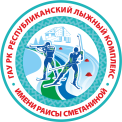 ГАУ РК РЕСПУБЛИКАНСКИЙ ЛЫЖНЫЙ КОМПЛЕКС
ИМЕНИ РАИСЫ СМЕТАНИНОЙ